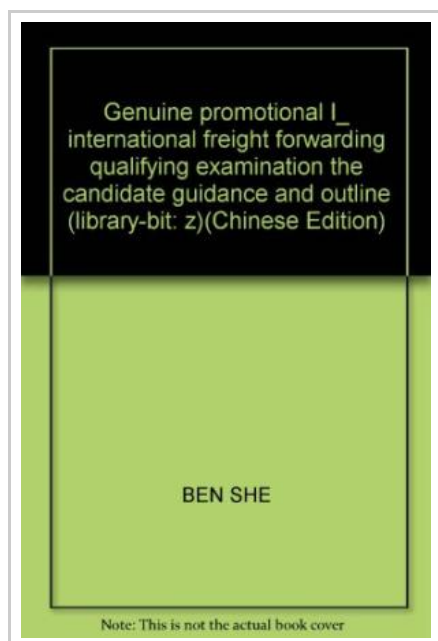 Genuine promotional I_
international freight forwarding
qualifying examination the
candidate guidance and outline
(library-bit: z)(Chinese Edition)
BEN SHE
Note: This is not the actual book cover